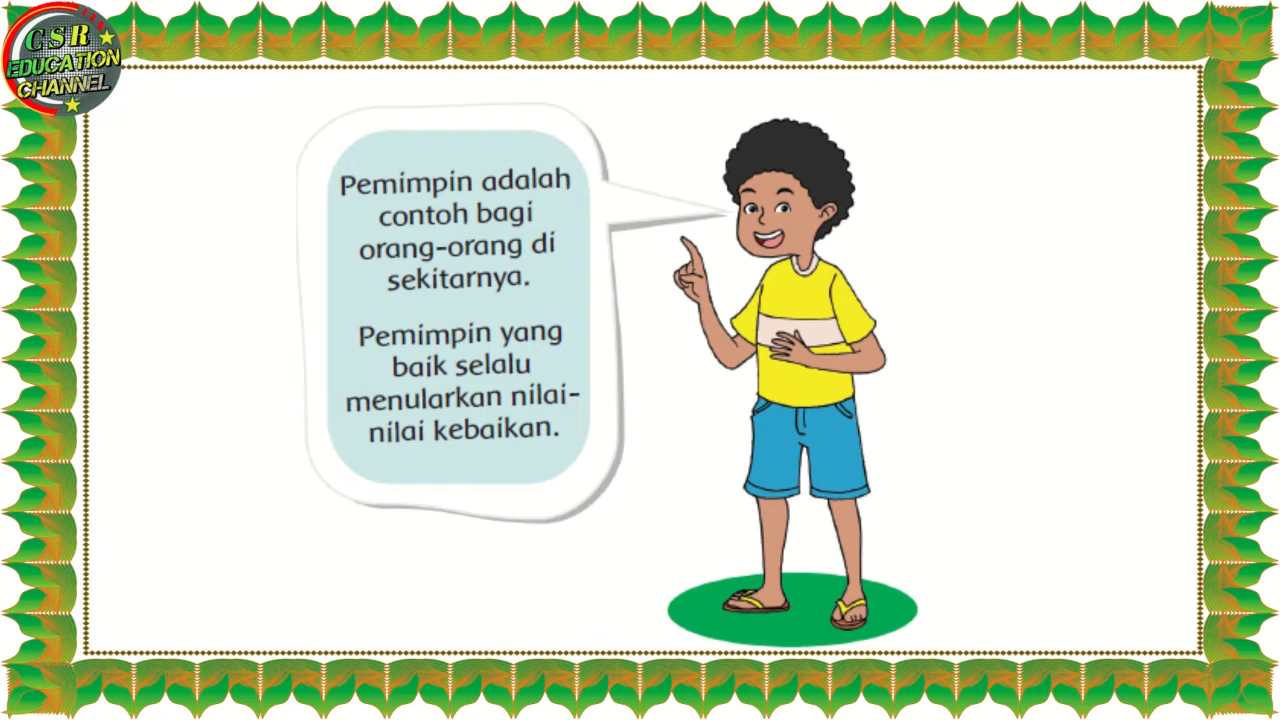 CSR
EDUCATION
CHANNEL
Pemimpin adalah
contoh bagi
orang-orang di
sekitarnya.
Pemimpin yang
baik selalu
menularkan nilai-
nilai kebaikan.